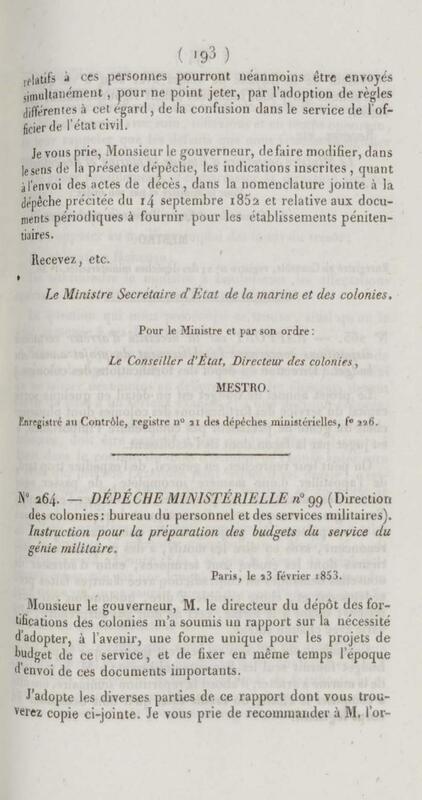 ( 193 )
relatifs à ces personnes pourront néanmoins être envoyés
simultanément, pour ne point jeter, par l'adoption de règles
différentes à cet égard, de la confusion dans le service de l'of-
ficier de l'état civil.
Je vous prie, Monsieur le gouverneur, de faire modifier, dans
le sens de la présente dépêche, les indications inscrites, quant
à l'envoi des actes de décès, dans la nomenclature jointe à la
dépêche précitée du 14 septembre 1852 et relative aux docu-
ments périodiques à fournir pour les établissements péniten-
tiaires.
Recevez, etc.
Le Ministre Secrétaire d'État de la marine et des colonies.
Pour le Ministre et par son ordre:
Le Conseiller d'État, Directeur des colonies,
MESTRO.
Enregistré au Contrôle, registre n° 21 des dépêches ministérielles, f° 226.
N° 264. — DÉPÊCHE MINISTÉRIELLE n° 99 (Direction
des colonies: bureau du personnel et des services militaires).
Instruction pour la préparation des budgets du service du
génie militaire.
Paris, le 23 février 1853.
Monsieur le gouverneur, M. le directeur du dépôt des for-
tifications des colonies m'a soumis un rapport sur la nécessité
d'adopter, à l'avenir, une forme unique pour les projets de
budget de ce service, et de fixer en même temps l'époque
d'envoi de ces documents importants.
J'adopte les diverses parties de ce rapport dont vous trou-
verez copie ci-jointe. Je vous prie de recommander à M. l'or-